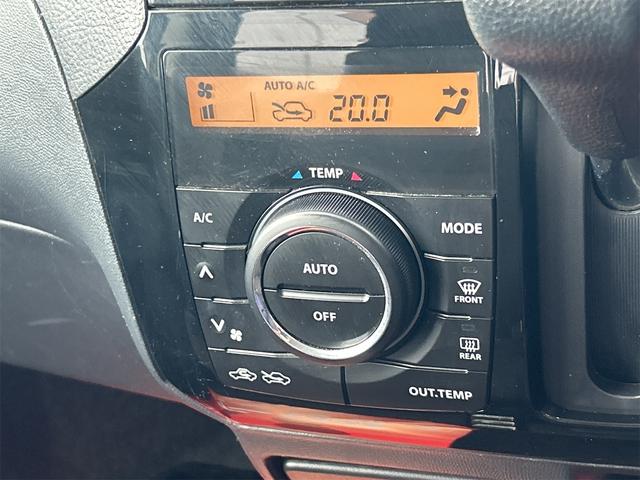 AUTO A/C
20.0
TEMP
A/C
MODE
AUTO
OFF
FRONT
REAR
OUT.TEMP